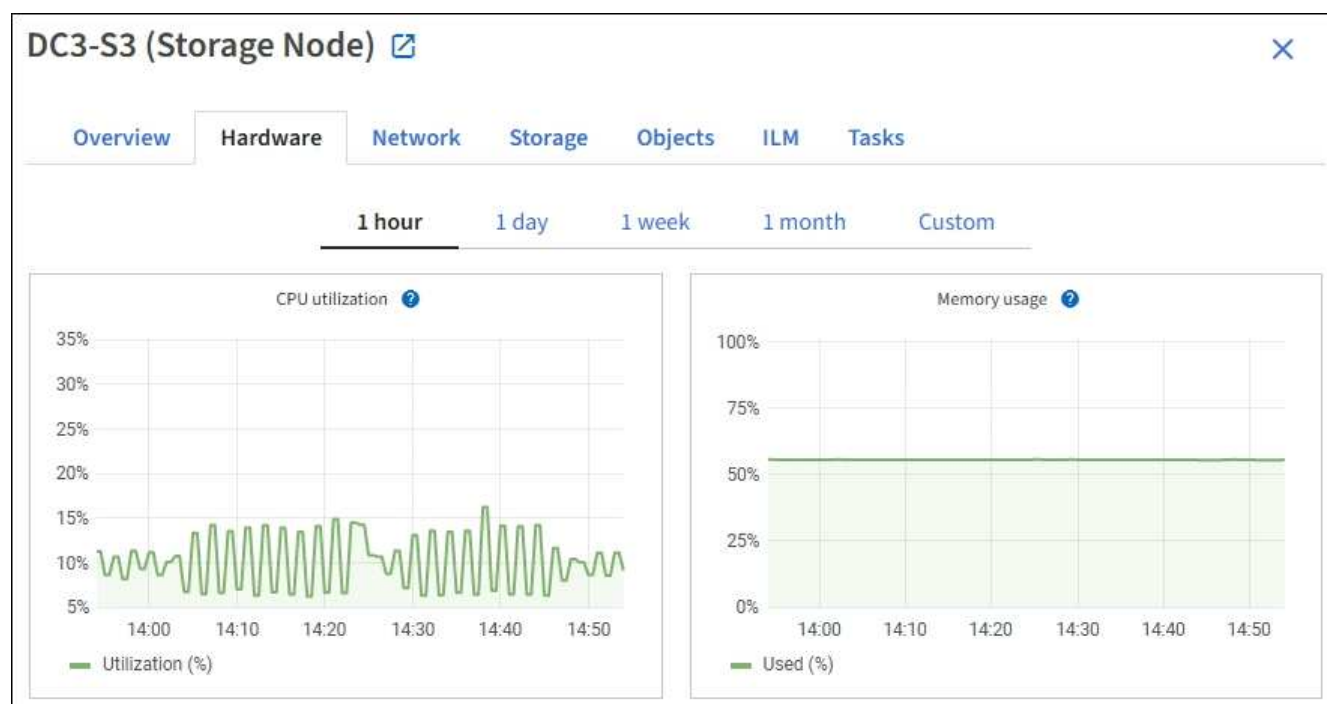 DC3-S3 (Storage Node)
Overview Hardware Network Storage Objects ILM Tasks
1 hour 1 day 1 week 1 month Custom
CPU utilization ?
35%
30%
25%
20%
15%
10%
5%
14:00 14:10 14:20 14:30 14:40 14:50
Utilization (%)
Memory usage ?
100%
75%
50%
25%
0%
14:00 14:10 14:20 14:30 14:40 14:50
Used (%)